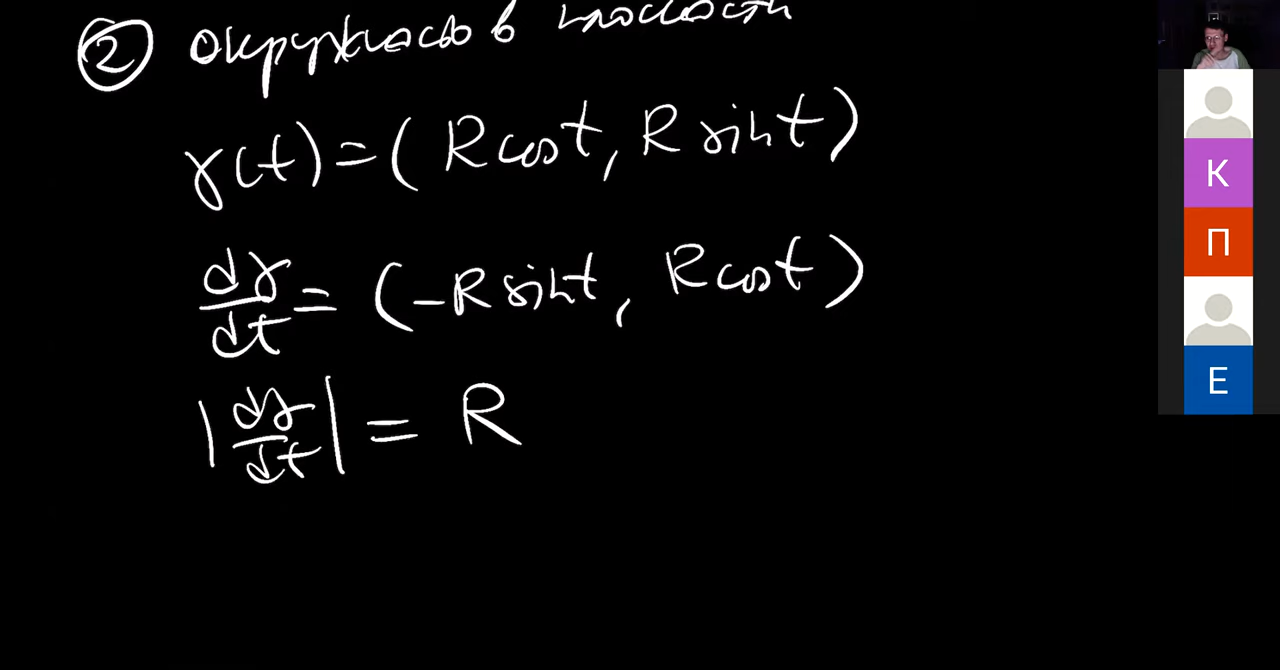 ② окружность в плоскости
γ(t) = (R cos t, R sin t)
dγ/dt = (-R sin t, R cos t)
|dγ/dt| = R
К
П
Е